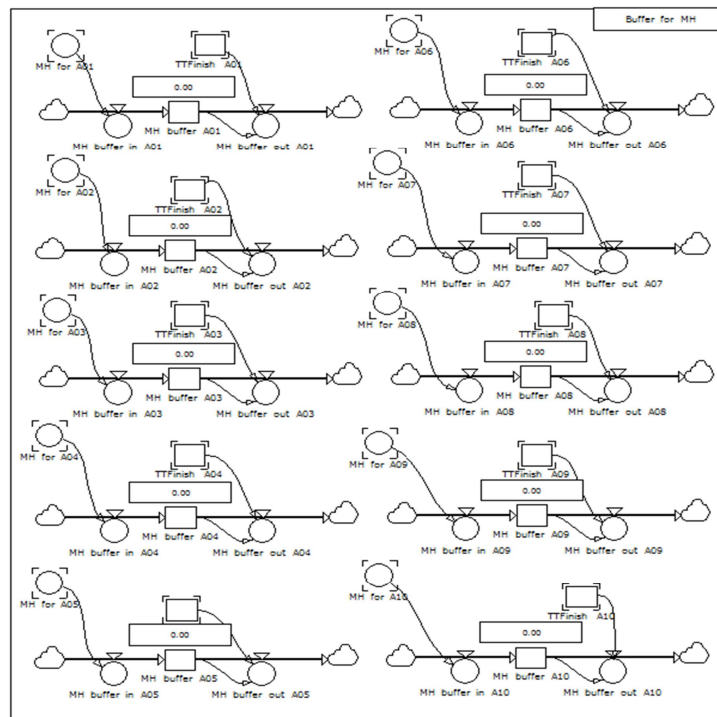 Buffer for MH
MH for A01
TTFinish A01
0.00
MH buffer A01
MH buffer in A01
MH buffer out A01
MH for A06
TTFinish A06
0.00
MH buffer A06
MH buffer in A06
MH buffer out A06
MH for A02
TTFinish A02
0.00
MH buffer A02
MH buffer in A02
MH buffer out A02
MH for A07
TTFinish A07
0.00
MH buffer A07
MH buffer in A07
MH buffer out A07
MH for A03
TTFinish A03
0.00
MH buffer A03
MH buffer in A03
MH buffer out A03
MH for A08
TTFinish A08
0.00
MH buffer A08
MH buffer in A08
MH buffer out A08
MH for A04
TTFinish A04
0.00
MH buffer A04
MH buffer in A04
MH buffer out A04
MH for A09
TTFinish A09
0.00
MH buffer A09
MH buffer in A09
MH buffer out A09
MH for A05
0.00
MH buffer A05
MH buffer in A05
MH buffer out A05
MH for A10
TTFinish A10
0.00
MH buffer A10
MH buffer in A10
MH buffer out A10